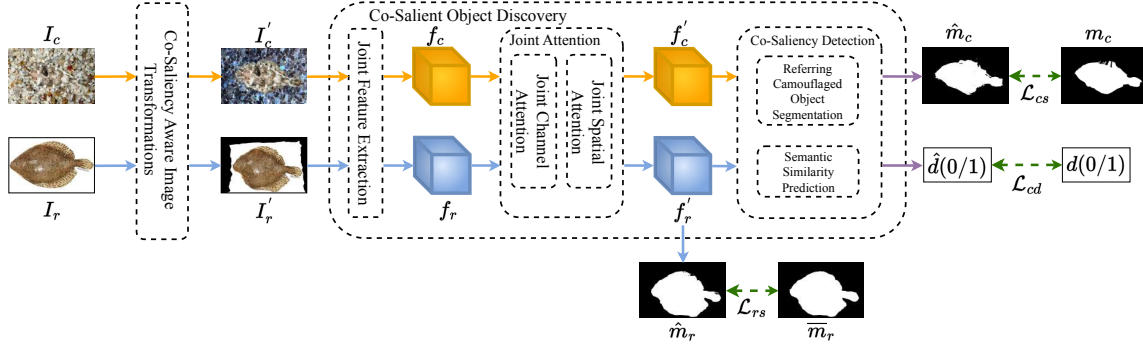 Co-Salient Object Discovery
I_c
I_c'
f_c
f_c'
m̂_c
m_c
Co-Saliency Aware Image
Transformations
Joint Feature Extraction
Joint Attention
Joint Channel
Attention
Joint Spatial
Attention
Co-Saliency Detection
Referring
Camouflaged
Object
Segmentation
Semantic
Similarity
Prediction
ℒ_cs
d̂(0/1)
d(0/1)
ℒ_cd
I_r
I_r'
f_r
f_r'
ℒ_rs
m̂_r
m̅_r